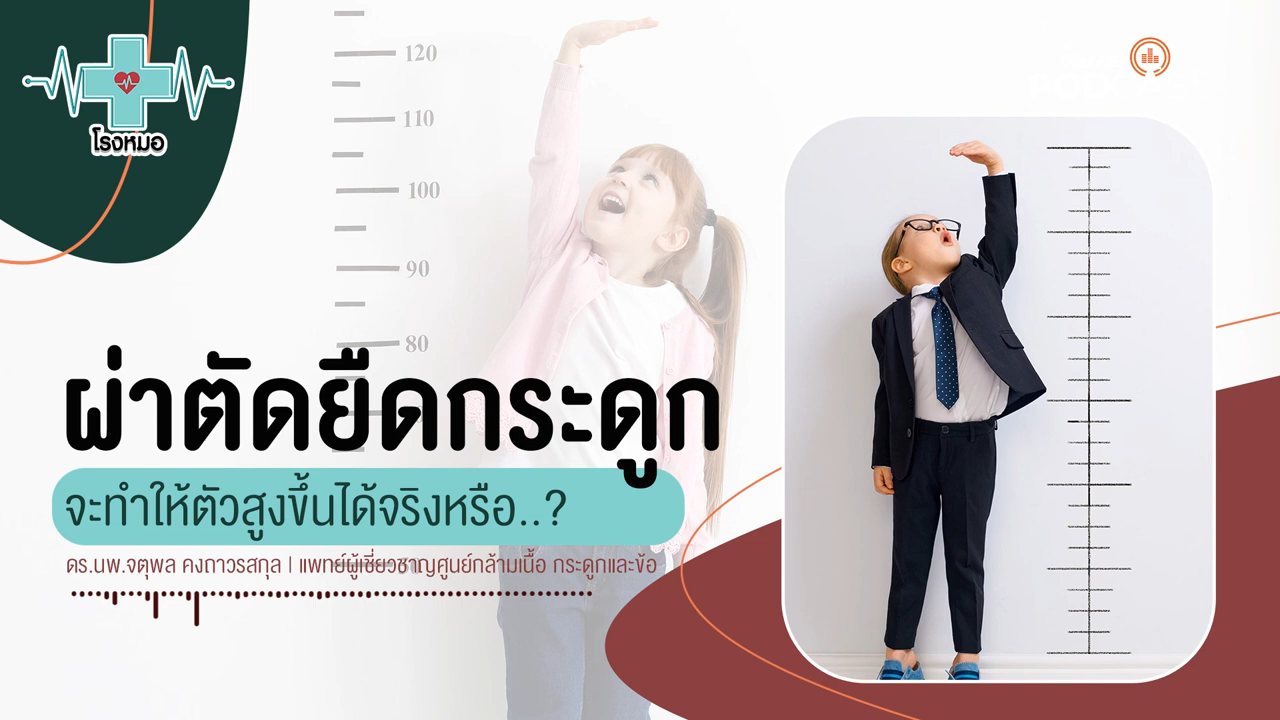 โรงหมอ
120
110
100
90
80
ผ่าตัดยืดกระดูก
จะทำให้ตัวสูงขึ้นได้จริงหรือ..?
ดร.นพ.จตุพล คงถาวรสกุล | แพทย์ผู้เชี่ยวชาญศูนย์กล้ามเนื้อ กระดูกและข้อ